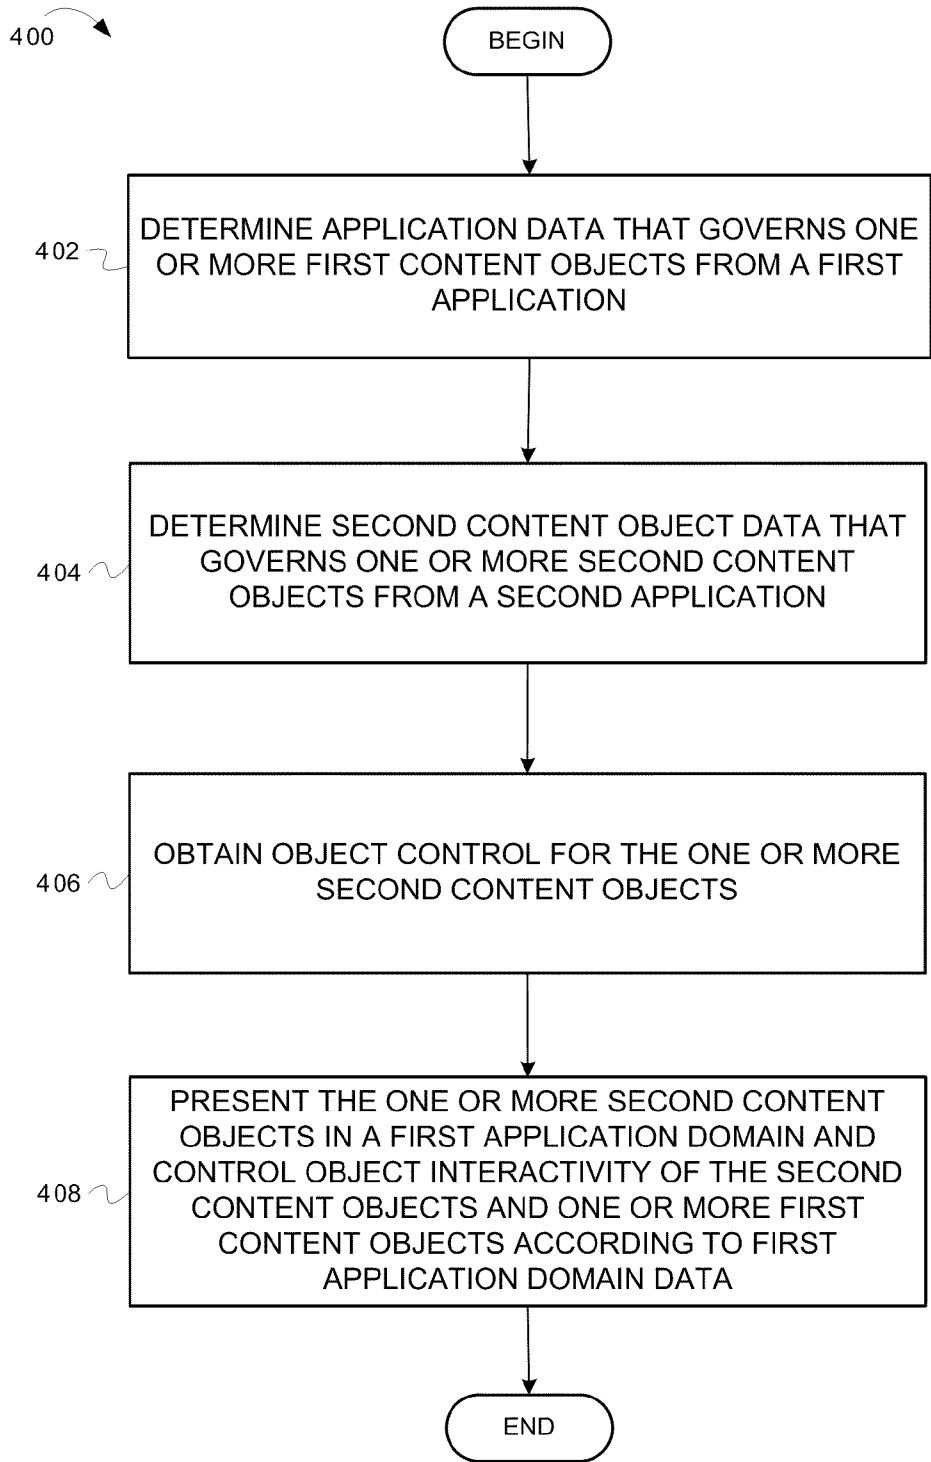 400
BEGIN
402
DETERMINE APPLICATION DATA THAT GOVERNS ONE
OR MORE FIRST CONTENT OBJECTS FROM A FIRST
APPLICATION
404
DETERMINE SECOND CONTENT OBJECT DATA THAT
GOVERNS ONE OR MORE SECOND CONTENT
OBJECTS FROM A SECOND APPLICATION
406
OBTAIN OBJECT CONTROL FOR THE ONE OR MORE
SECOND CONTENT OBJECTS
408
PRESENT THE ONE OR MORE SECOND CONTENT
OBJECTS IN A FIRST APPLICATION DOMAIN AND
CONTROL OBJECT INTERACTIVITY OF THE SECOND
CONTENT OBJECTS AND ONE OR MORE FIRST
CONTENT OBJECTS ACCORDING TO FIRST
APPLICATION DOMAIN DATA
END